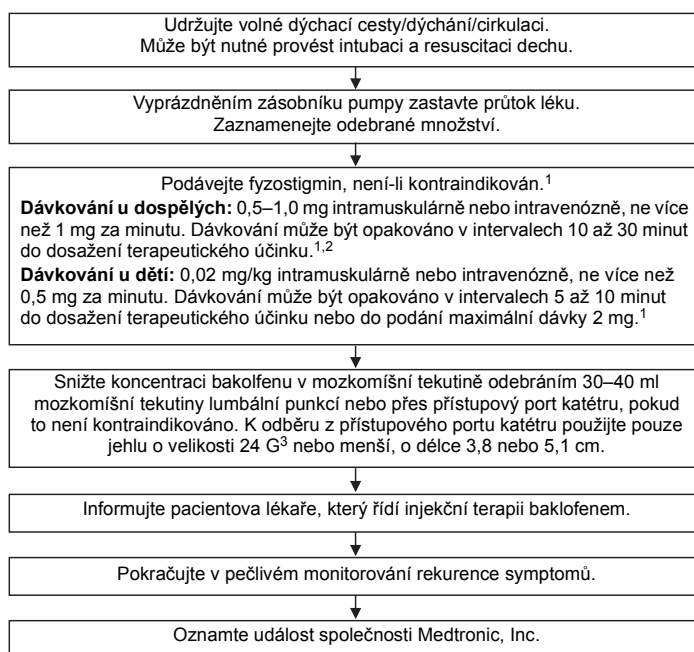 Udržujte volné dýchací cesty/dýchání/cirkulaci.
Může být nutné provést intubaci a resuscitaci dechu.
Vyprázdněním zásobníku pumpy zastavte průtok léku.
Zaznamenejte odebrané množství.
Podávejte fyzostigmin, není-li kontraindikován.¹
Dávkování u dospělých: 0,5–1,0 mg intramuskulárně nebo intravenózně, ne více
než 1 mg za minutu. Dávkování může být opakováno v intervalech 10 až 30 minut
do dosažení terapeutického účinku.¹,²
Dávkování u dětí: 0,02 mg/kg intramuskulárně nebo intravenózně, ne více než
0,5 mg za minutu. Dávkování může být opakováno v intervalech 5 až 10 minut
do dosažení terapeutického účinku nebo do podání maximální dávky 2 mg.¹
Snižte koncentraci bakolfenu v mozkomíšní tekutině odebráním 30–40 ml
mozkomíšní tekutiny lumbální punkcí nebo přes přístupový port katétru, pokud
to není kontraindikováno. K odběru z přístupového portu katétru použijte pouze
jehlu o velikosti 24 G³ nebo menší, o délce 3,8 nebo 5,1 cm.
Informujte pacientova lékaře, který řídí injekční terapii baklofenem.
Pokračujte v pečlivém monitorování rekurence symptomů.
Oznamte událost společnosti Medtronic, Inc.